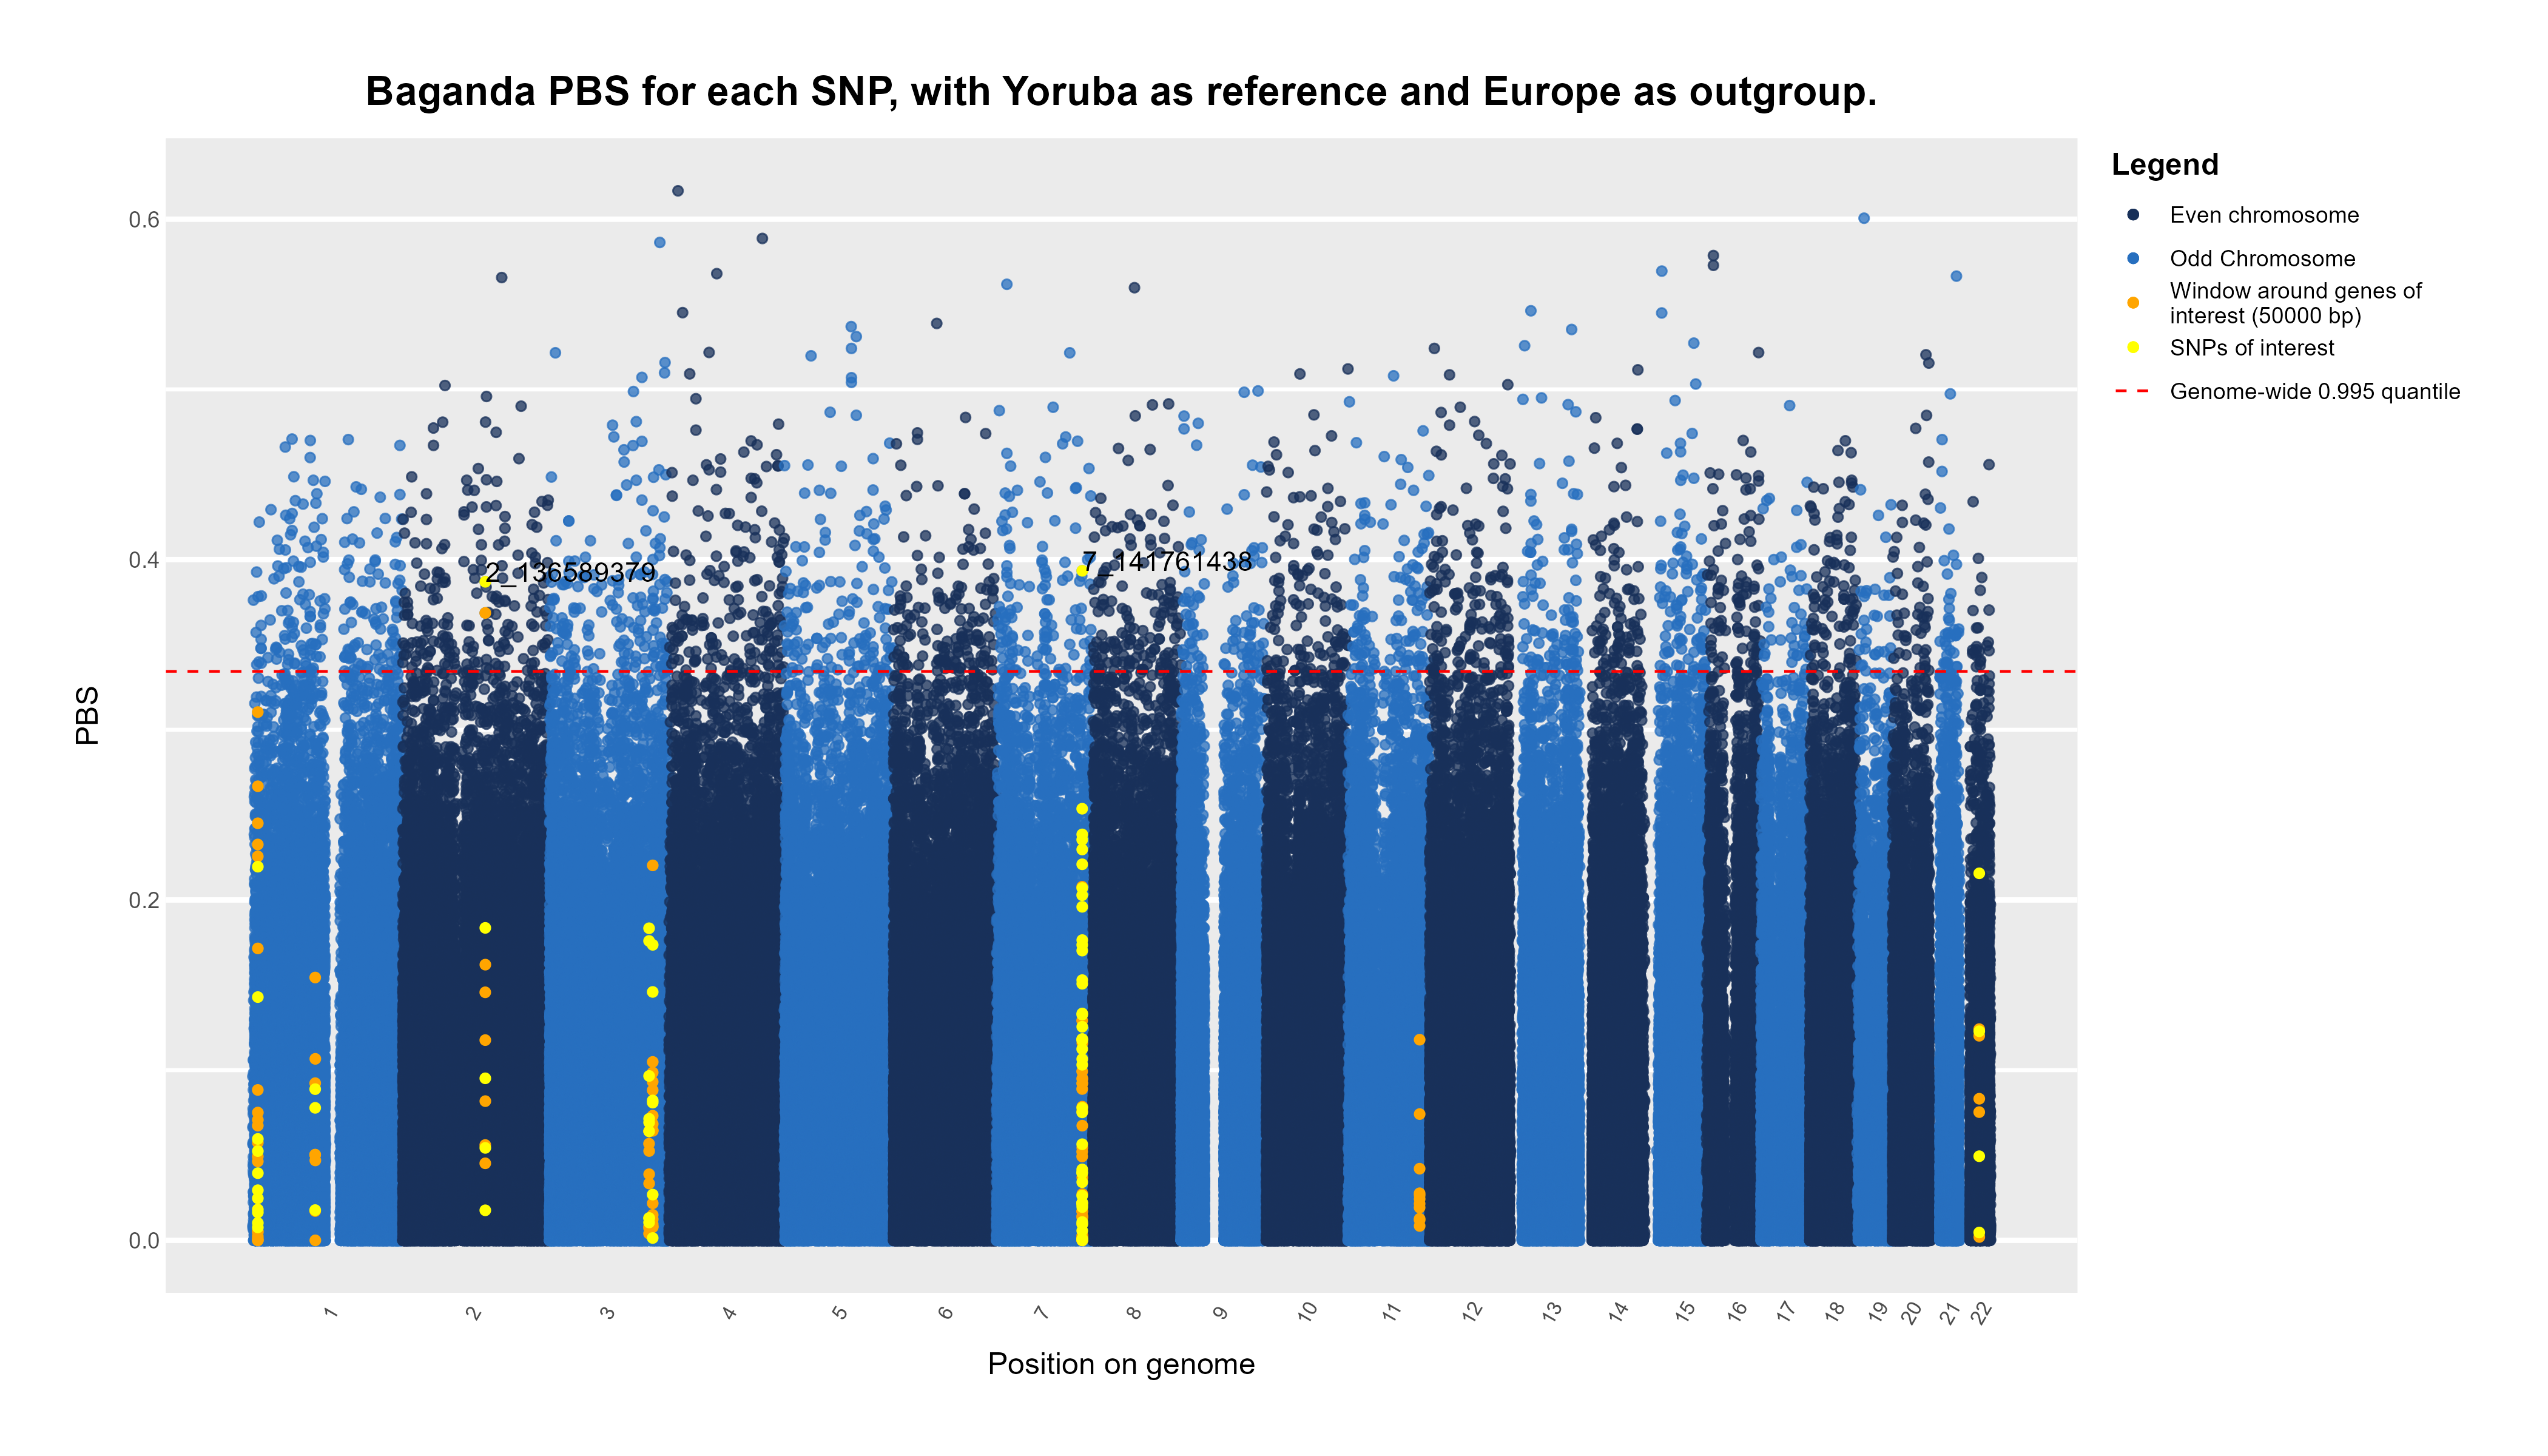 Baganda PBS for each SNP, with Yoruba as reference and Europe as outgroup.
Legend
Even chromosome
Odd Chromosome
Window around genes of
interest (50000 bp)
SNPs of interest
Genome-wide 0.995 quantile
PBS
0.6
0.4
0.2
0.0
2_136589379
7_141761438
1 2 3 4 5 6 7 8 9 10 11 12 13 14 15 16 17 18 19 20 21 22
Position on genome